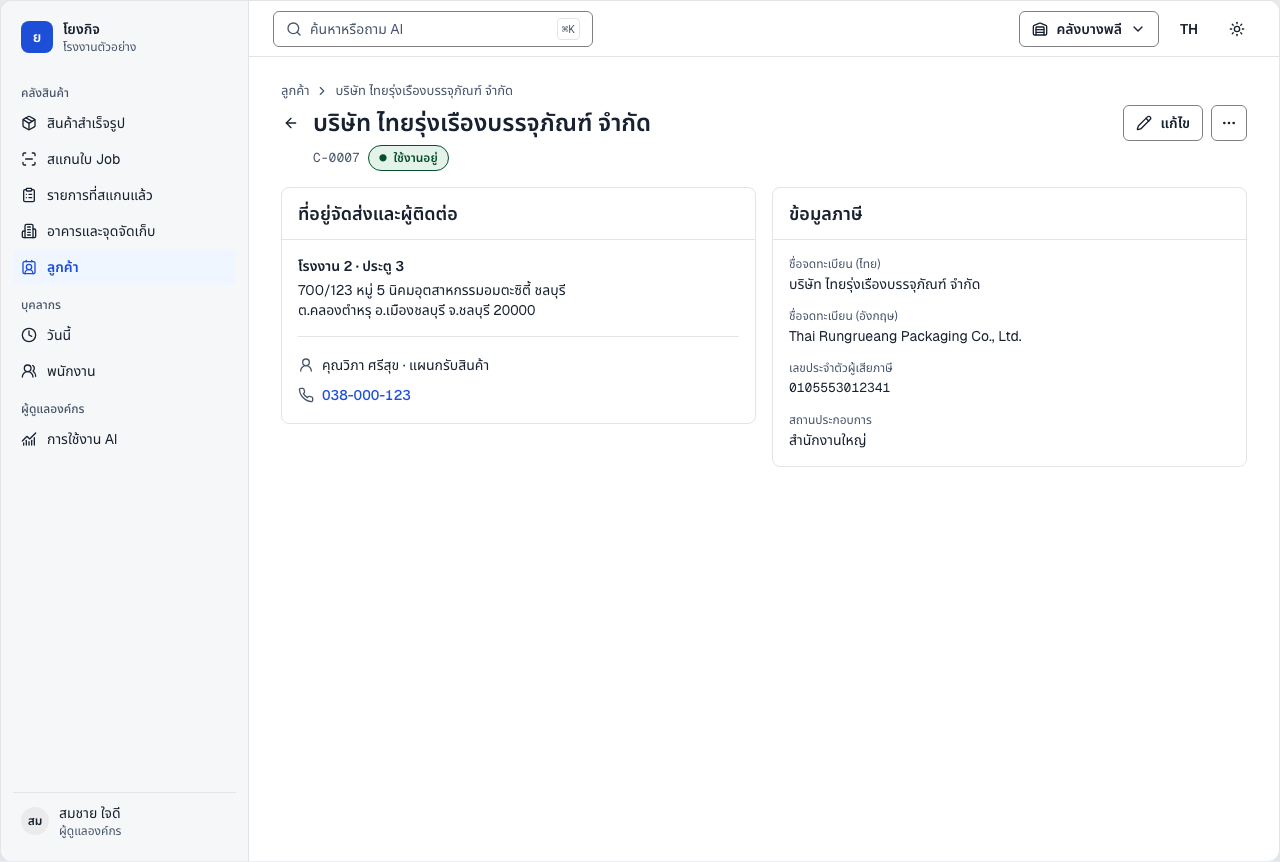 ย
โยงกิจ
โรงงานตัวอย่าง
คลังสินค้า
สินค้าสำเร็จรูป
สแกนใบ Job
รายการที่สแกนแล้ว
อาคารและจุดจัดเก็บ
ลูกค้า
บุคลากร
วันนี้
พนักงาน
ผู้ดูแลองค์กร
การใช้งาน AI
สม
สมชาย ใจดี
ผู้ดูแลองค์กร
ค้นหาหรือถาม AI
⌘K
คลังบางพลี
TH
ลูกค้า > บริษัท ไทยรุ่งเรืองบรรจุภัณฑ์ จำกัด
บริษัท ไทยรุ่งเรืองบรรจุภัณฑ์ จำกัด
แก้ไข
C-0007
ใช้งานอยู่
ที่อยู่จัดส่งและผู้ติดต่อ
โรงงาน 2 · ประตู 3
700/123 หมู่ 5 นิคมอุตสาหกรรมอมตะซิตี้ ชลบุรี
ต.คลองตำหรุ อ.เมืองชลบุรี จ.ชลบุรี 20000
คุณวิภา ศรีสุข · แผนกรับสินค้า
038-000-123
ข้อมูลภาษี
ชื่อจดทะเบียน (ไทย)
บริษัท ไทยรุ่งเรืองบรรจุภัณฑ์ จำกัด
ชื่อจดทะเบียน (อังกฤษ)
Thai Rungrueang Packaging Co., Ltd.
เลขประจำตัวผู้เสียภาษี
0105553012341
สถานประกอบการ
สำนักงานใหญ่